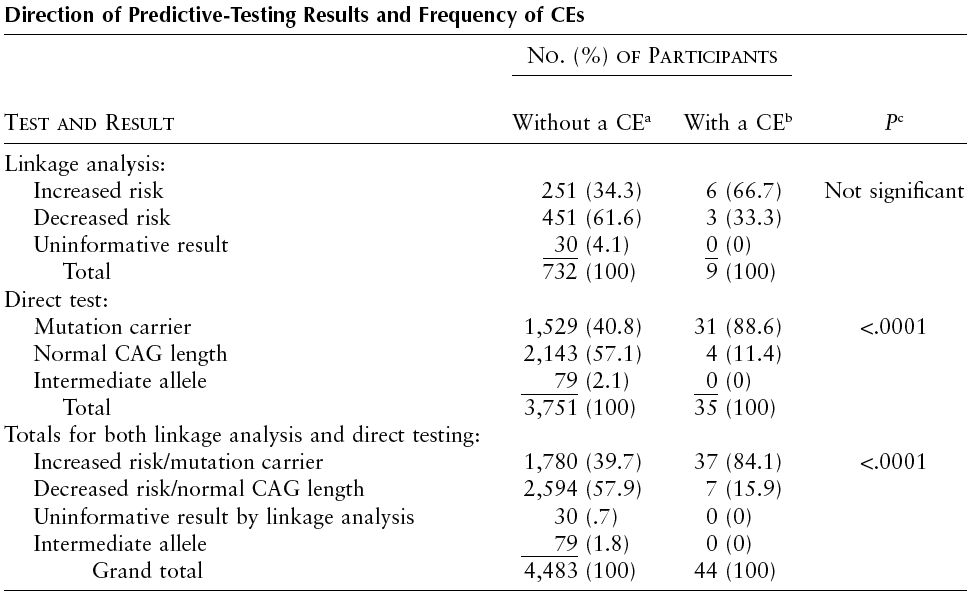 Direction of Predictive-Testing Results and Frequency of CEs
No. (%) of Participants
Test and Result Without a CEa With a CEb Pc
Linkage analysis:
Increased risk 251 (34.3) 6 (66.7) Not significant
Decreased risk 451 (61.6) 3 (33.3)
Uninformative result 30 (4.1) 0 (0)
Total 732 (100) 9 (100)
Direct test:
Mutation carrier 1,529 (40.8) 31 (88.6) <.0001
Normal CAG length 2,143 (57.1) 4 (11.4)
Intermediate allele 79 (2.1) 0 (0)
Total 3,751 (100) 35 (100)
Totals for both linkage analysis and direct testing:
Increased risk/mutation carrier 1,780 (39.7) 37 (84.1) <.0001
Decreased risk/normal CAG length 2,594 (57.9) 7 (15.9)
Uninformative result by linkage analysis 30 (.7) 0 (0)
Intermediate allele 79 (1.8) 0 (0)
Grand total 4,483 (100) 44 (100)